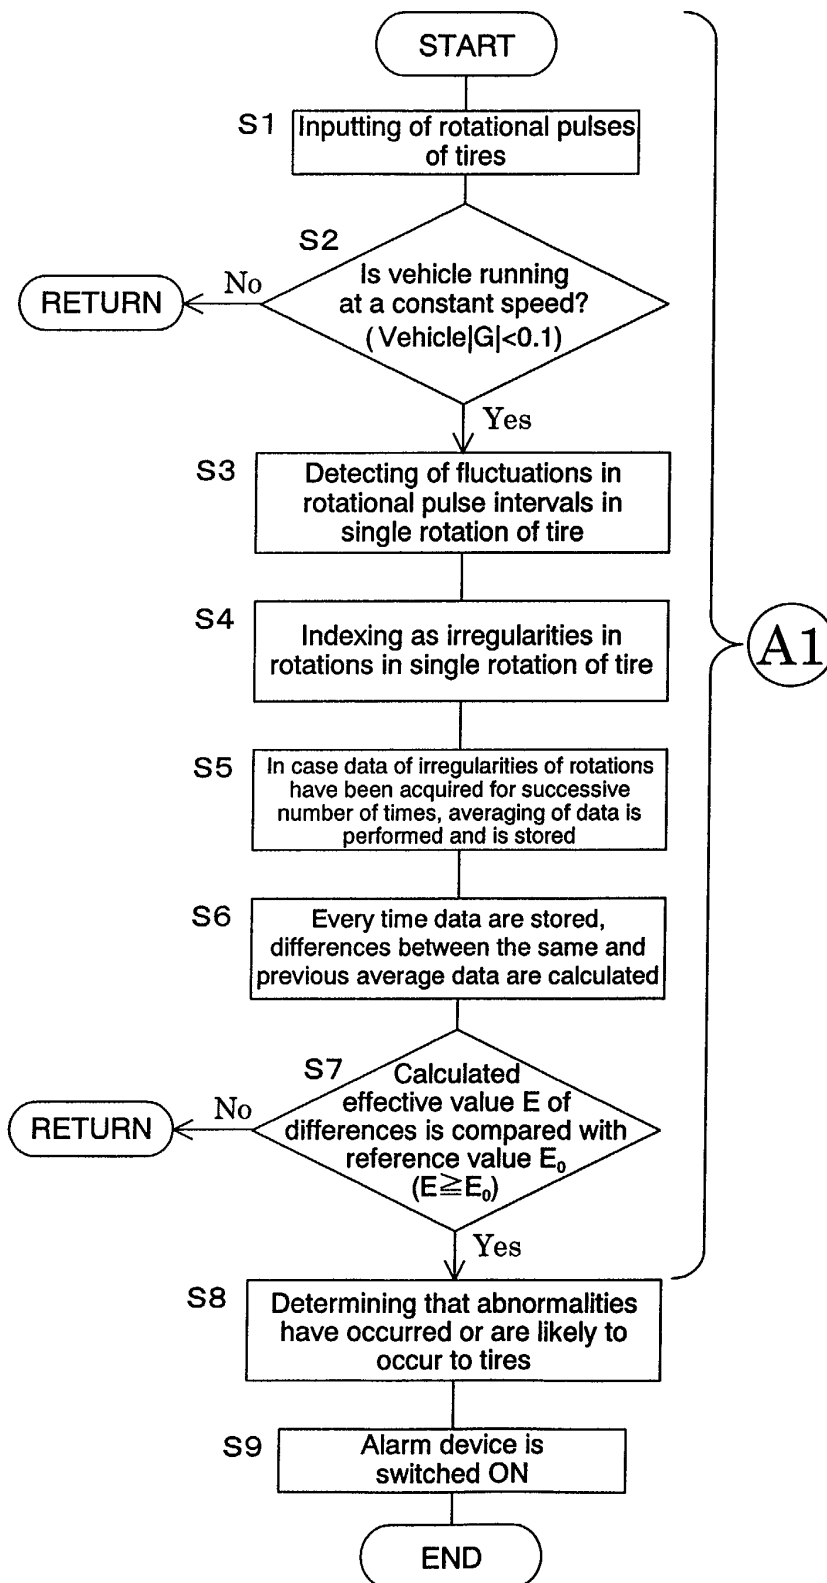 START
S1
Inputting of rotational pulses
of tires
S2
Is vehicle running
at a constant speed?
(Vehicle|G|<0.1)
No
RETURN
Yes
S3
Detecting of fluctuations in
rotational pulse intervals in
single rotation of tire
S4
Indexing as irregularities in
rotations in single rotation of tire
A1
S5
In case data of irregularities of rotations
have been acquired for successive
number of times, averaging of data is
performed and is stored
S6
Every time data are stored,
differences between the same and
previous average data are calculated
S7
Calculated
effective value E of
differences is compared with
reference value E₀
(E≧E₀)
No
RETURN
Yes
S8
Determining that abnormalities
have occurred or are likely to
occur to tires
S9
Alarm device is
switched ON
END